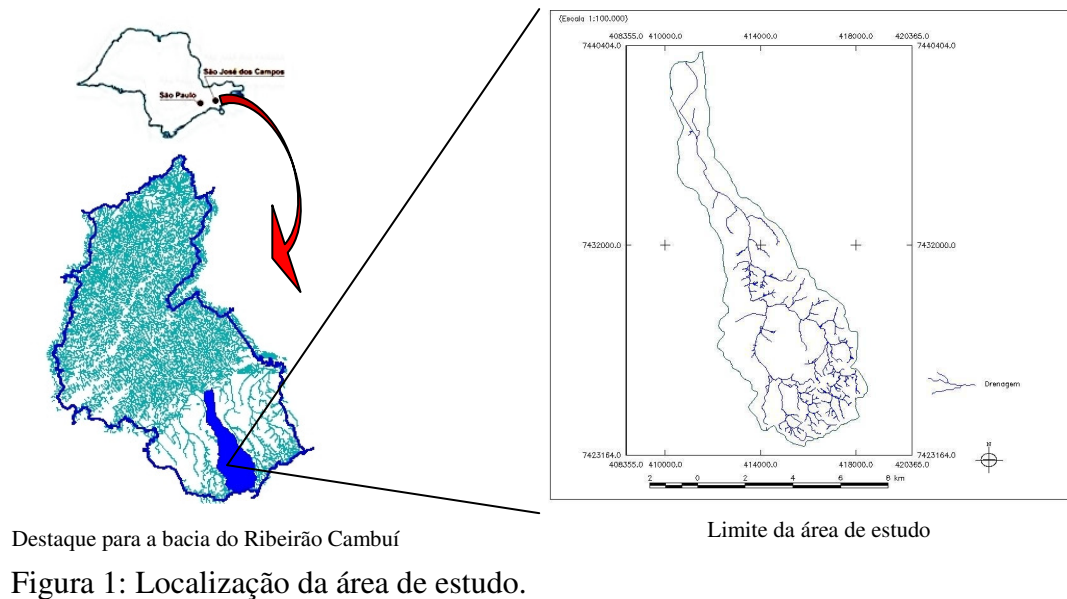 São José dos Campos
São Paulo
(Escala 1:100.000)
408355.0 410000.0 414000.0 418000.0 420365.0
7440404.0 7440404.0
7432000.0 7432000.0
Drenagem
N
7423164.0 7423164.0
408355.0 410000.0 414000.0 418000.0 420365.0
2 0 2 4 6 8 km
Destaque para a bacia do Ribeirão Cambuí
Limite da área de estudo
Figura 1: Localização da área de estudo.